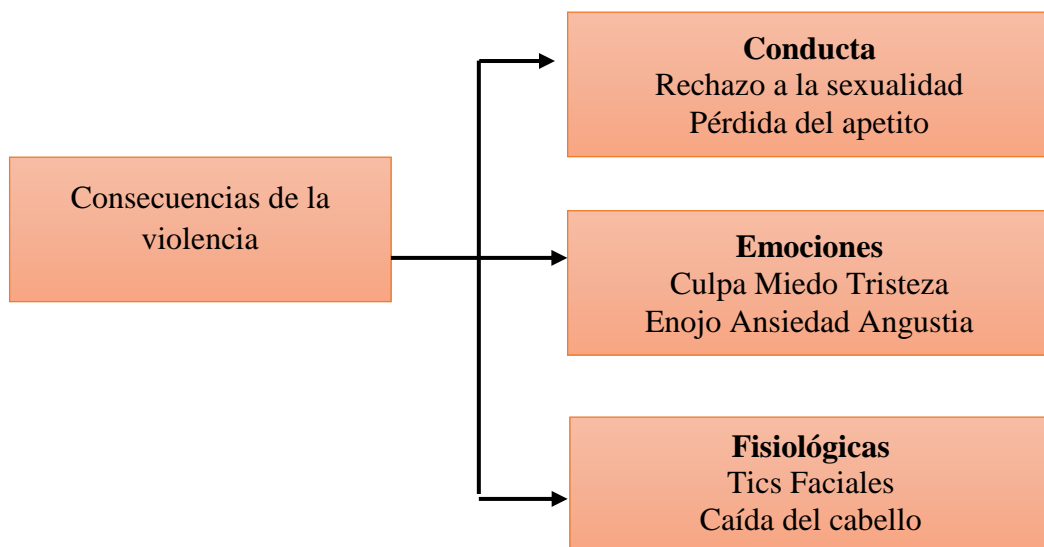 Consecuencias de la
violencia
Conducta
Rechazo a la sexualidad
Pérdida del apetito
Emociones
Culpa Miedo Tristeza
Enojo Ansiedad Angustia
Fisiológicas
Tics Faciales
Caída del cabello